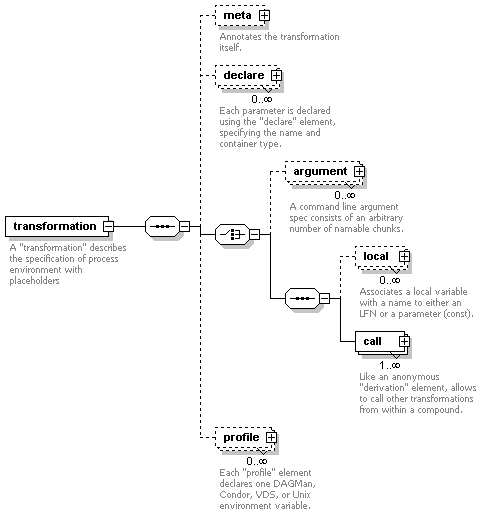 meta
Annotates the transformation
itself.
declare
0..∞
Each parameter is declared
using the "declare" element,
specifying the name and
container type.
argument
0..∞
A command line argument
spec consists of an arbitrary
number of namable chunks.
transformation
A "transformation" describes
the specification of process
environment with
placeholders
local
0..∞
Associates a local variable
with a name to either an
LFN or a parameter (const).
call
1..∞
Like an anonymous
"derivation" element, allows
to call other transformations
from within a compound.
profile
0..∞
Each "profile" element
declares one DAGMan,
Condor, VDS, or Unix
environment variable.